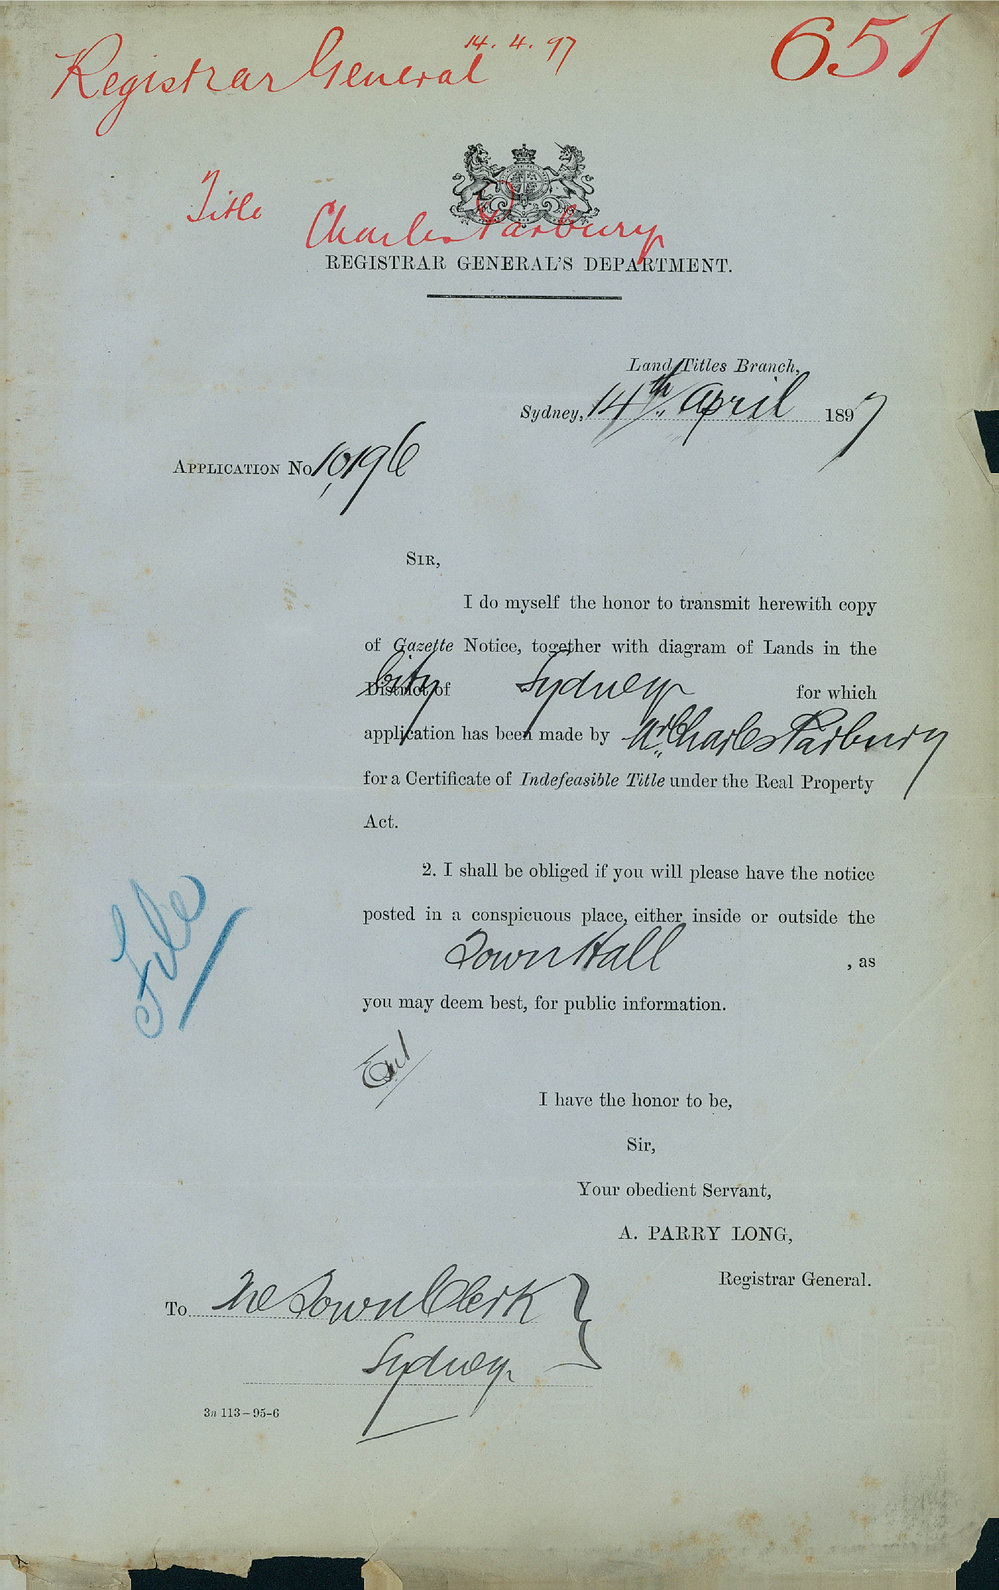 14. 4. 97
Registrar General
651
Title
Charles Parbury
REGISTRAR GENERAL'S DEPARTMENT.
Land Titles Branch,
Sydney, 14th April 1897
APPLICATION No 10,196
SIR,
I do myself the honor to transmit herewith copy
of Gazette Notice, together with diagram of Lands in the
City
District of Sydney for which
application has been made by Mr. Charles Parbury
for a Certificate of Indefeasible Title under the Real Property
Act.
2. I shall be obliged if you will please have the notice
posted in a conspicuous place, either inside or outside the
Town Hall , as
you may deem best, for public information.
File
I have the honor to be,
Sir,
Your obedient Servant,
A. PARRY LONG,
Registrar General.
To The Town Clerk
Sydney
3n 113–95–6